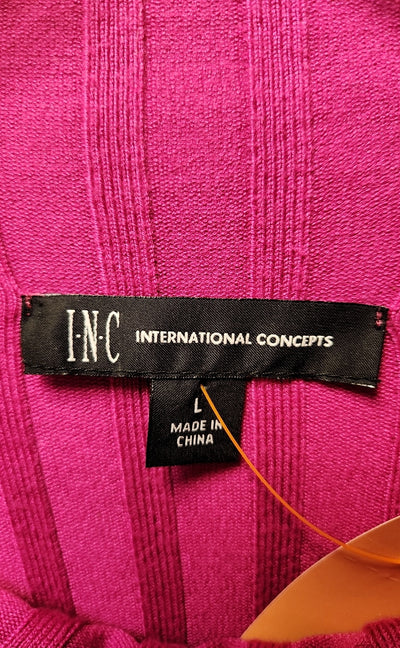 I·N·C INTERNATIONAL CONCEPTS
L
MADE IN
CHINA